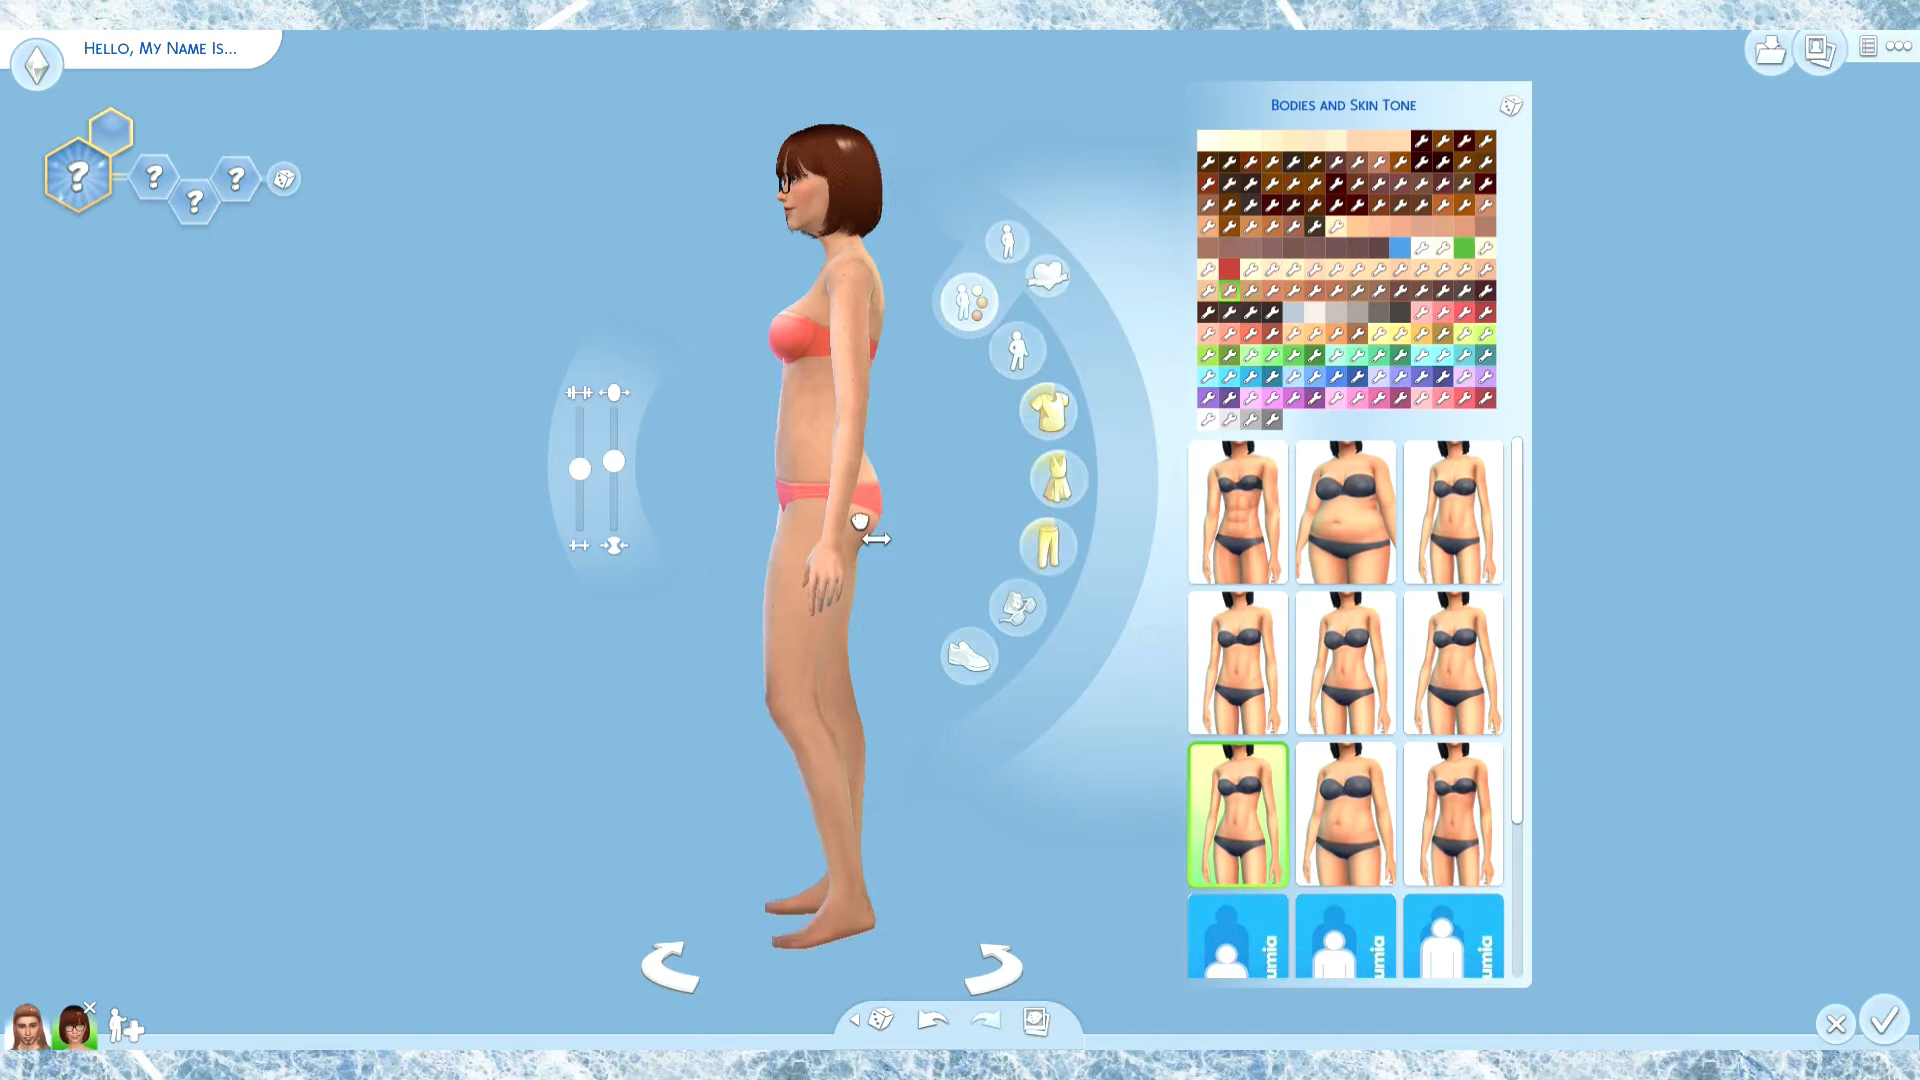 Hello, My Name Is...
Bodies and Skin Tone
? ? ? ?
umia
umia
umia